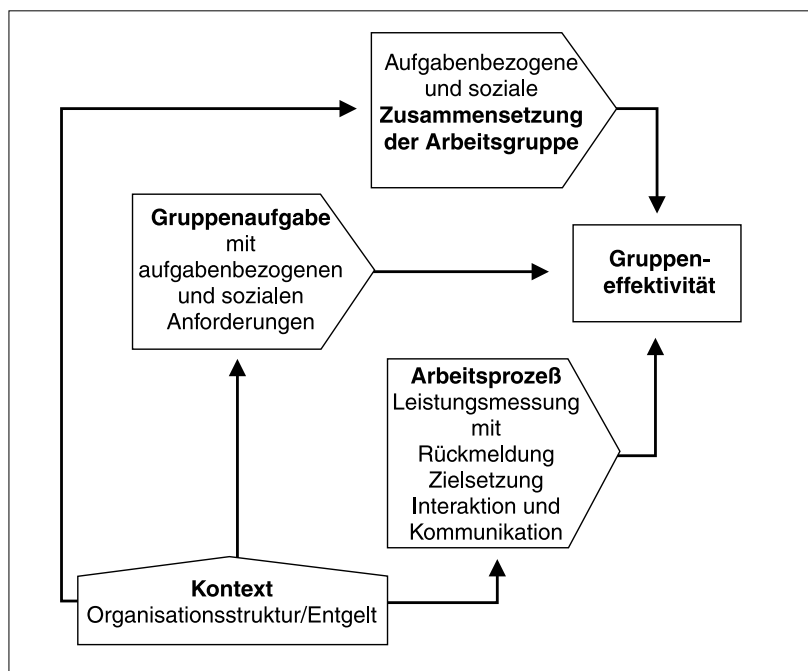 Aufgabenbezogene
und soziale
Zusammensetzung
der Arbeitsgruppe
Gruppenaufgabe
mit
aufgabenbezogenen
und sozialen
Anforderungen
Gruppen-
effektivität
Arbeitsprozeß
Leistungsmessung
mit
Rückmeldung
Zielsetzung
Interaktion und
Kommunikation
Kontext
Organisationsstruktur/Entgelt